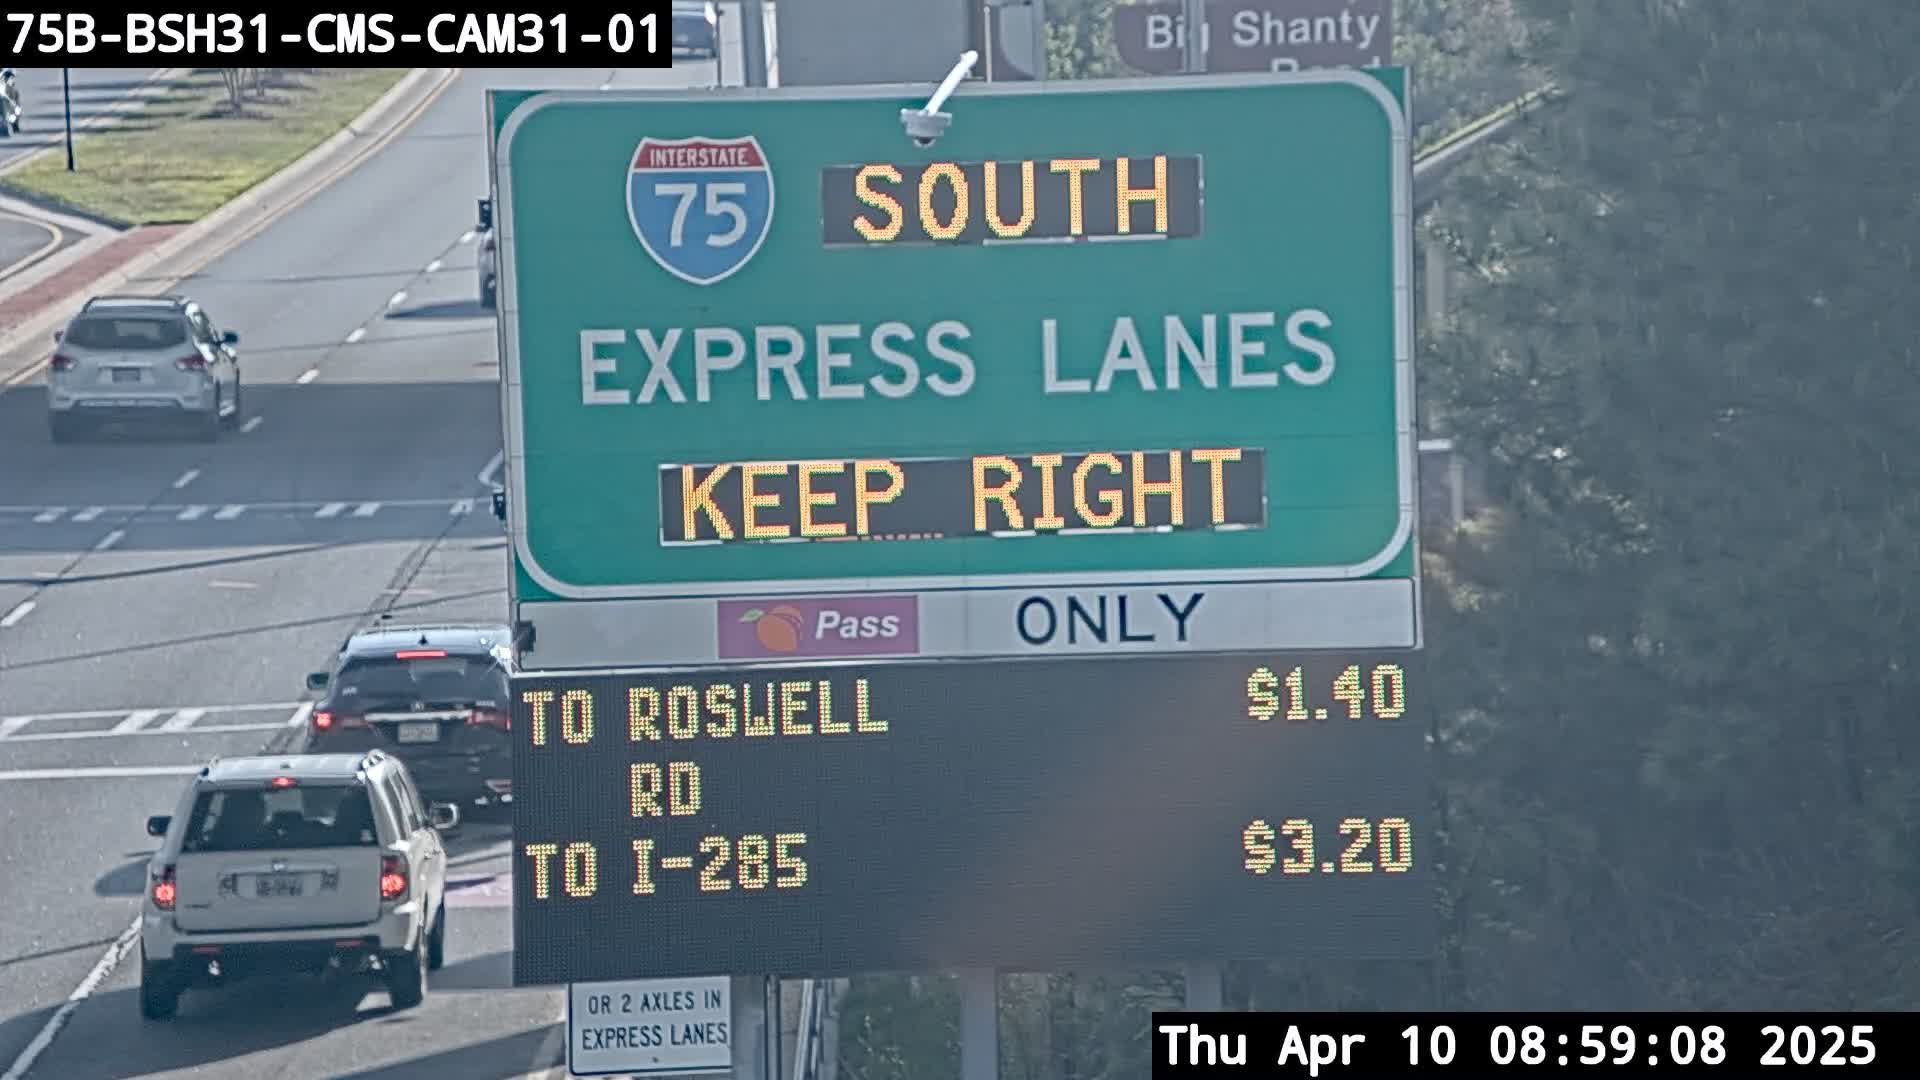 75B-BSH31-CMS-CAM31-01
Big Shanty
Road
INTERSTATE
75
SOUTH
EXPRESS LANES
KEEP RIGHT
Pass
ONLY
TO ROSWELL $1.40
RD
TO I-285 $3.20
OR 2 AXLES IN
EXPRESS LANES
Thu Apr 10 08:59:08 2025